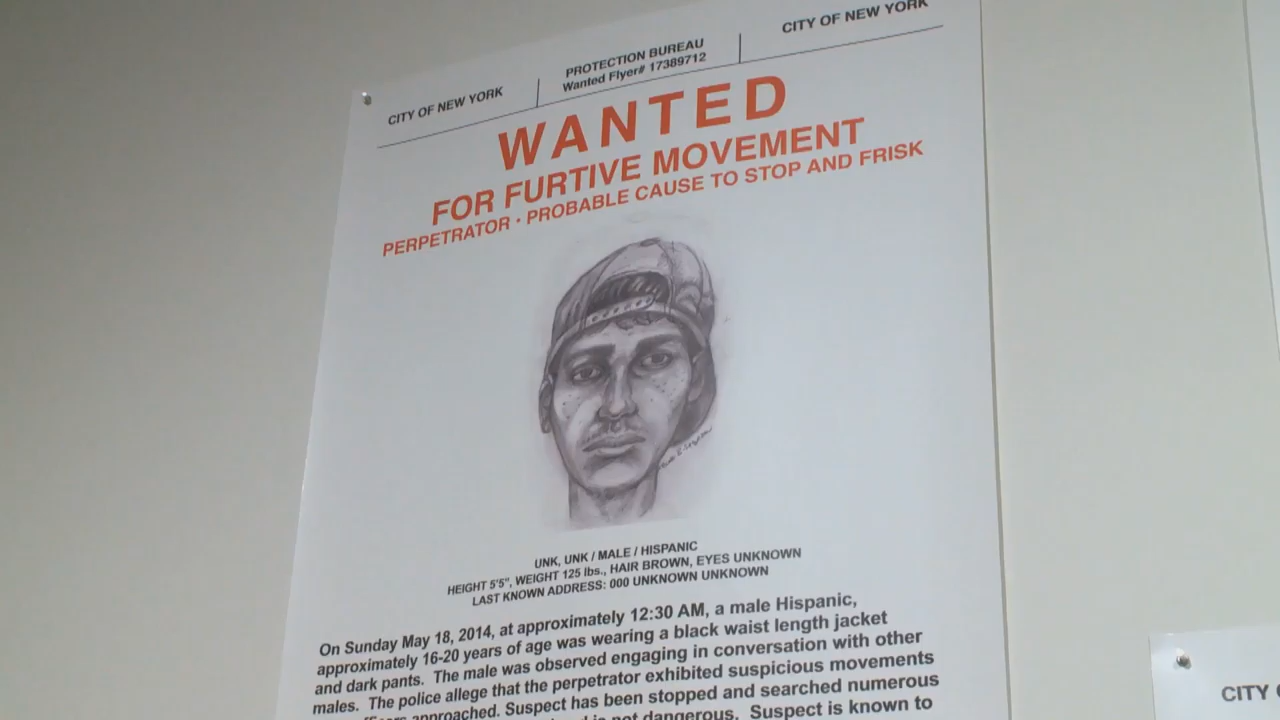 CITY OF NEW YORK
PROTECTION BUREAU
Wanted Flyer# 17389712
CITY OF NEW YORK
WANTED
FOR FURTIVE MOVEMENT
PERPETRATOR · PROBABLE CAUSE TO STOP AND FRISK
UNK, UNK / MALE / HISPANIC
HEIGHT 5'5", WEIGHT 125 lbs., HAIR BROWN, EYES UNKNOWN
LAST KNOWN ADDRESS: 000 UNKNOWN UNKNOWN
On Sunday May 18, 2014, at approximately 12:30 AM, a male Hispanic,
approximately 16-20 years of age was wearing a black waist length jacket
and dark pants. The male was observed engaging in conversation with other
males. The police allege that the perpetrator exhibited suspicious movements
approached. Suspect has been stopped and searched numerous
is not dangerous. Suspect is known to
CITY